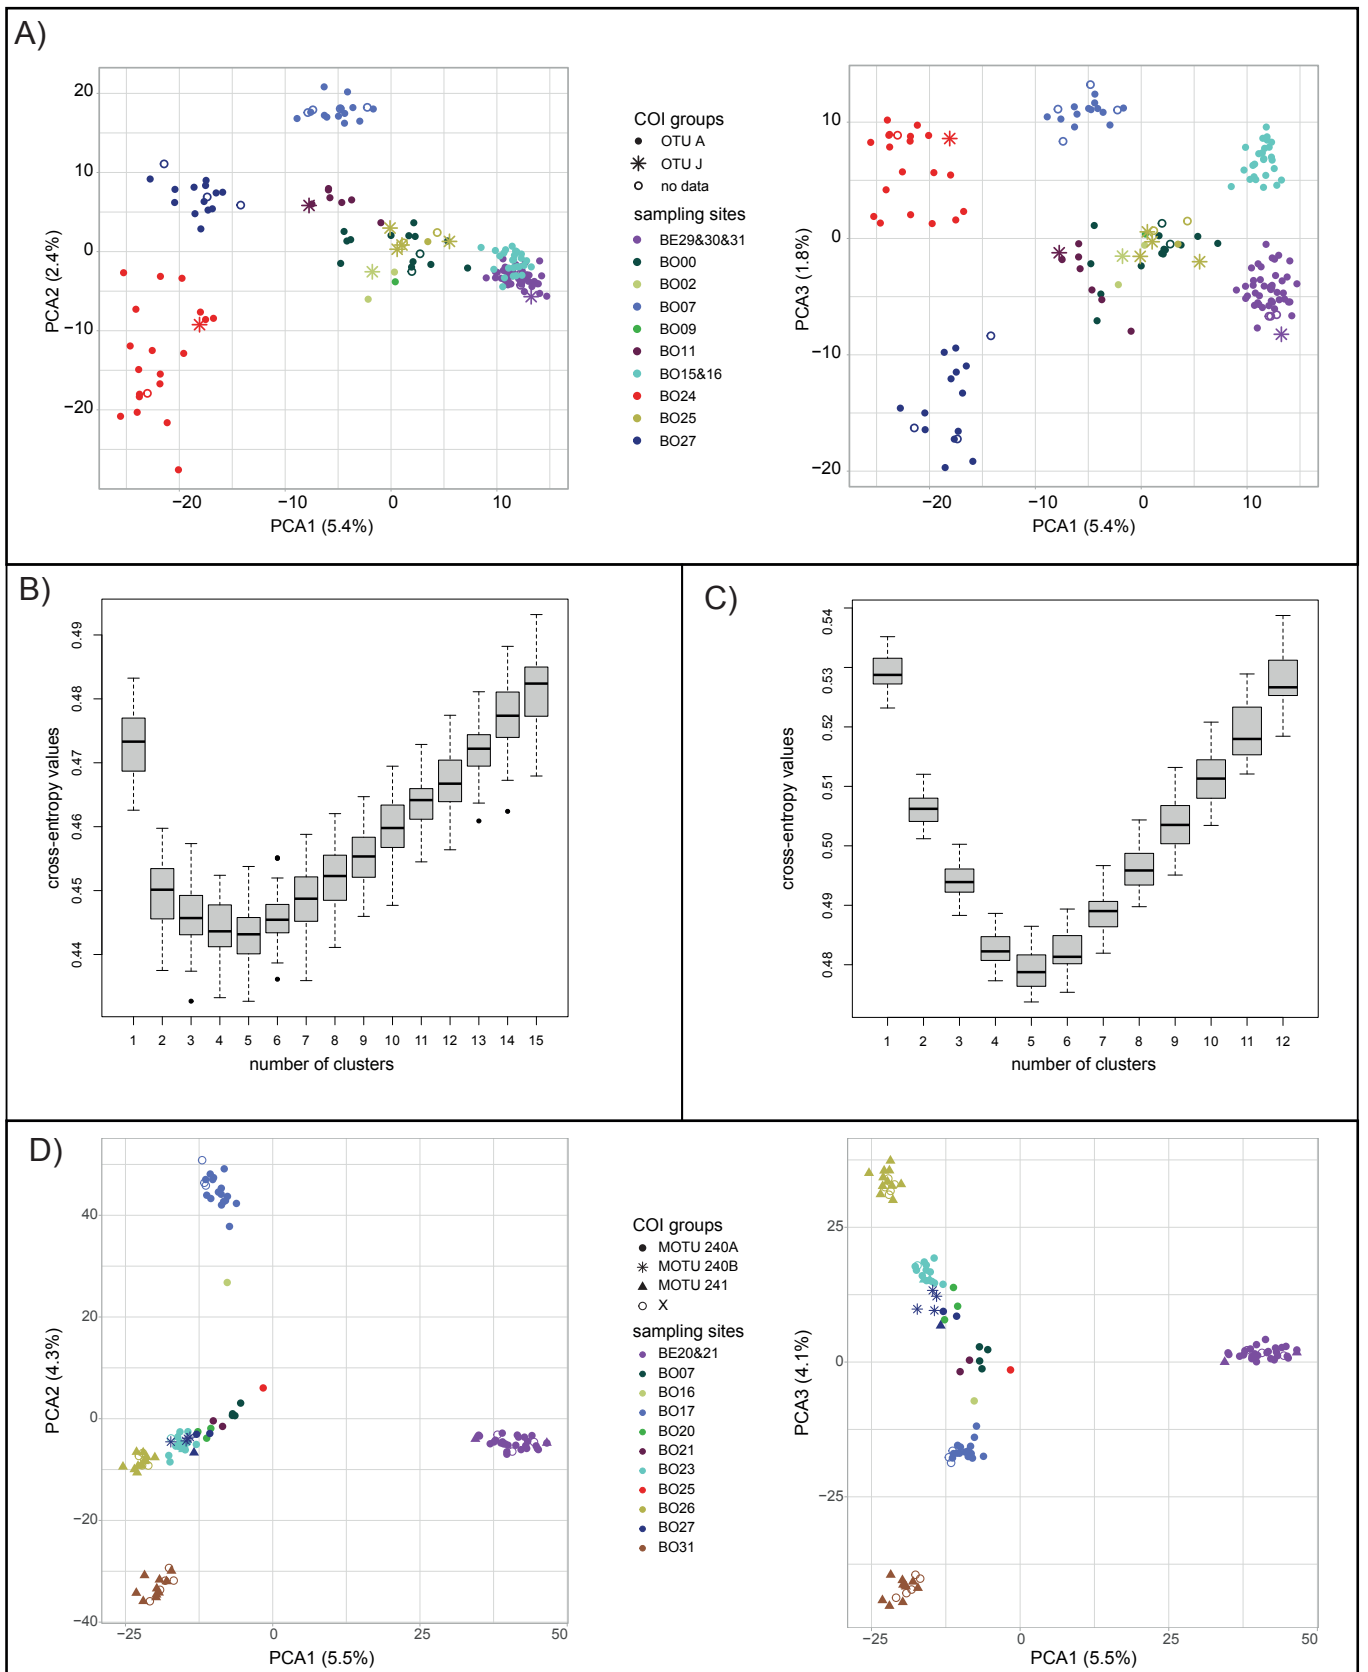 A)
20
10
0
−10
−20
PCA2 (2.4%)
−20
−10
0
10
PCA1 (5.4%)
COI groups
OTU A
OTU J
no data
sampling sites
BE29&30&31
BO00
BO02
BO07
BO09
BO11
BO15&16
BO24
BO25
BO27
10
0
−10
−20
PCA3 (1.8%)
−20
−10
0
10
PCA1 (5.4%)
B)
0.49
0.48
0.47
0.46
0.45
0.44
cross-entropy values
1 2 3 4 5 6 7 8 9 10 11 12 13 14 15
number of clusters
C)
0.54
0.53
0.52
0.51
0.50
0.49
0.48
cross-entropy values
1 2 3 4 5 6 7 8 9 10 11 12
number of clusters
D)
40
20
0
−20
−40
PCA2 (4.3%)
−25
0
25
50
PCA1 (5.5%)
COI groups
MOTU 240A
MOTU 240B
MOTU 241
X
sampling sites
BE20&21
BO07
BO16
BO17
BO20
BO21
BO23
BO25
BO26
BO27
BO31
25
0
−25
PCA3 (4.1%)
−25
0
25
50
PCA1 (5.5%)